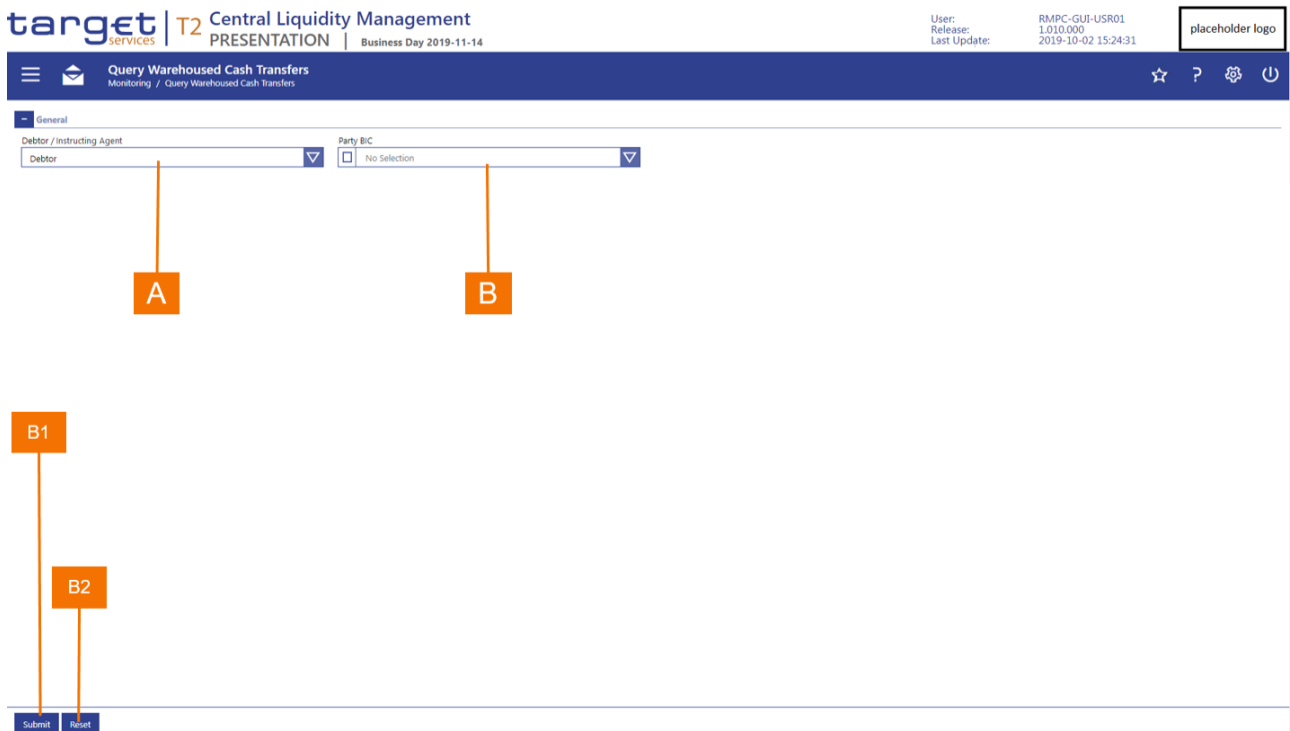 target services T2 Central Liquidity Management
PRESENTATION | Business Day 2019-11-14
User: RMPC-GUI-USR01
Release: 1.010.000
Last Update: 2019-10-02 15:24:31
placeholder logo
Query Warehoused Cash Transfers
Monitoring / Query Warehoused Cash Transfers
?
General
Debtor / Instructing Agent
Party BIC
Debtor
No Selection
A
B
B1
B2
Submit
Reset